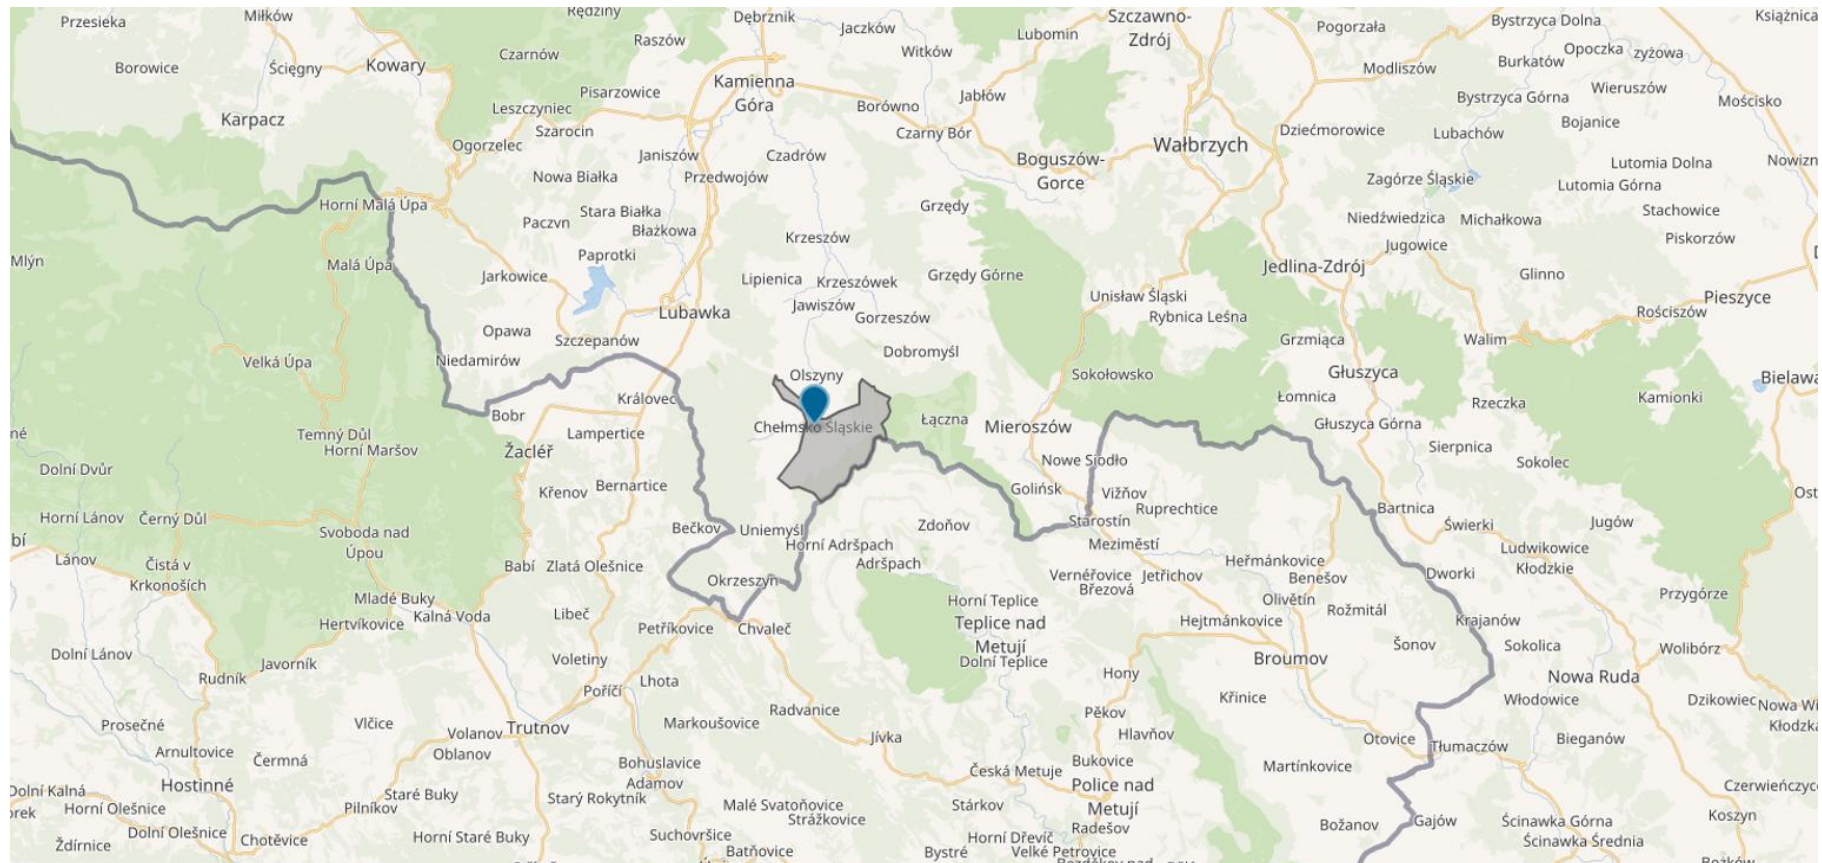 Przesieka
Miłków
Rędziny
Dębrznik
Jaczków
Szczawno-
Zdrój
Lubomin
Pogorzała
Bystrzyca Dolna
Książnica
Borowice
Ścięgny
Kowary
Czarnów
Raszów
Witków
Modliszów
Burkatów
Opoczka
zyżowa
Karpacz
Leszczyniec
Pisarzowice
Kamienna
Góra
Borówno
Jabłów
Bystrzyca Górna
Wieruszów
Mościsko
Szarocin
Ogorzelec
Janiszów
Czadrów
Czarny Bór
Boguszów-
Gorce
Wałbrzych
Dziećmorowice
Lubachów
Bojanice
Nowa Białka
Przedwojów
Zagórze Śląskie
Lutomia Dolna
Lutomia Górna
Nowizn
Horní Malá Úpa
Paczyn
Stara Białka
Błażkowa
Grzędy
Niedźwiedzica
Michałkowa
Stachowice
Mlýn
Malá Úpa
Jarkowice
Paprotki
Krzeszów
Jugowice
Piskorzów
Lipienica
Krzeszówek
Grzędy Górne
Jedlina-Zdrój
Glinno
Lubawka
Jawiszów
Gorzeszów
Unisław Śląski
Rybnica Leśna
Pieszyce
Rościszów
Opawa
Szczepanów
Niedamirów
Dobromyśl
Grzmiąca
Walim
Velká Úpa
Olszyny
Sokołowsko
Głuszyca
Bielawa
Bobr
Královec
Łomnica
Rzeczka
Kamionki
né
Temný Důl
Horní Maršov
Žacléř
Lampertice
Chełmsko Śląskie
Łączna
Mieroszów
Głuszyca Górna
Sierpnica
Dolní Dvůr
Křenov
Bernartice
Nowe Siodło
Sokolec
Golińsk
Vižňov
Ruprechtice
Ost
Horní Lánov
Černý Důl
Svoboda nad
Úpou
Bečkov
Uniemyśl
Zdoňov
Starostín
Bartnica
Świerki
Jugów
bí
Lánov
Čistá v
Krkonoších
Babí
Zlatá Olešnice
Horní Adršpach
Adršpach
Meziměstí
Heřmánkovice
Ludwikowice
Kłodzkie
Okrzeszyn
Vernéřovice
Březová
Jetřichov
Benešov
Dworki
Mladé Buky
Hertvíkovice
Kalná Voda
Libeč
Horní Teplice
Teplice nad
Metují
Dolní Teplice
Olivětín
Rožmitál
Przygórze
Petříkovice
Chvaleč
Hejtmánkovice
Krajanów
Dolní Lánov
Javorník
Voletiny
Broumov
Šonov
Sokolica
Wolibórz
Rudník
Poříčí
Lhota
Hony
Nowa Ruda
Křinice
Włodowice
Dzikowiec
Nowa Wi
Kłodzka
Prosečné
Vlčice
Volanov
Trutnov
Markoušovice
Radvanice
Pěkov
Hlavňov
Arnultovice
Čermná
Oblanov
Jívka
Otovice
Tłumaczów
Bieganów
Hostinné
Bohuslavice
Adamov
Česká Metuje
Bukovice
Martínkovice
Dolní Kalná
orek
Horní Olešnice
Pilníkov
Staré Buky
Starý Rokytník
Malé Svatoňovice
Strážkovice
Stárkov
Police nad
Metují
Czerwieńczyc
Koszyn
Dolní Olešnice
Chotěvice
Horní Staré Buky
Suchovršice
Horní Dřevíč
Radešov
Božanov
Gajów
Ścinawka Górna
Ścinawka Średnia
Ždírnice
Batňovice
Bystré
Velké Petrovice